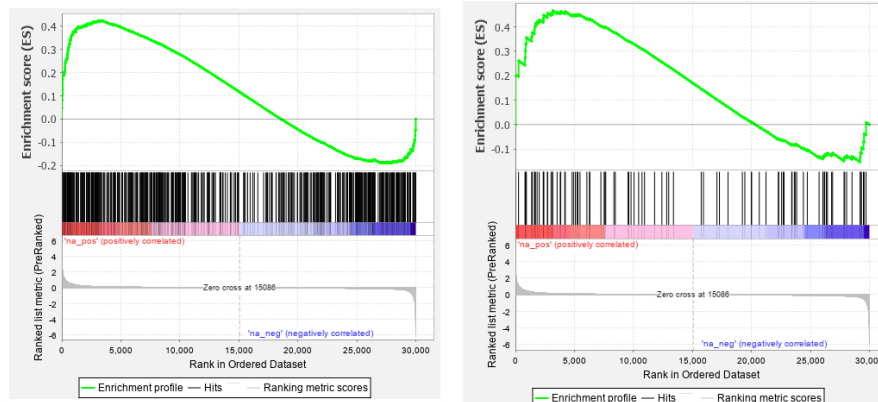 Enrichment score (ES)
0.4
0.3
0.2
0.1
0.0
-0.1
-0.2
'na_pos' (positively correlated)
Ranked list metric (PreRanked)
6
4
2
0
-2
-4
-6
Zero cross at 15086
'na_neg' (negatively correlated)
0
5,000
10,000
15,000
20,000
25,000
30,000
Rank in Ordered Dataset
Enrichment profile
Hits
Ranking metric scores
Enrichment score (ES)
0.4
0.3
0.2
0.1
0.0
-0.1
'na_pos' (positively correlated)
Ranked list metric (PreRanked)
6
4
2
0
-2
-4
-6
Zero cross at 15086
'na_neg' (negatively correlated)
0
5,000
10,000
15,000
20,000
25,000
30,000
Rank in Ordered Dataset
Enrichment profile
Hits
Ranking metric scores